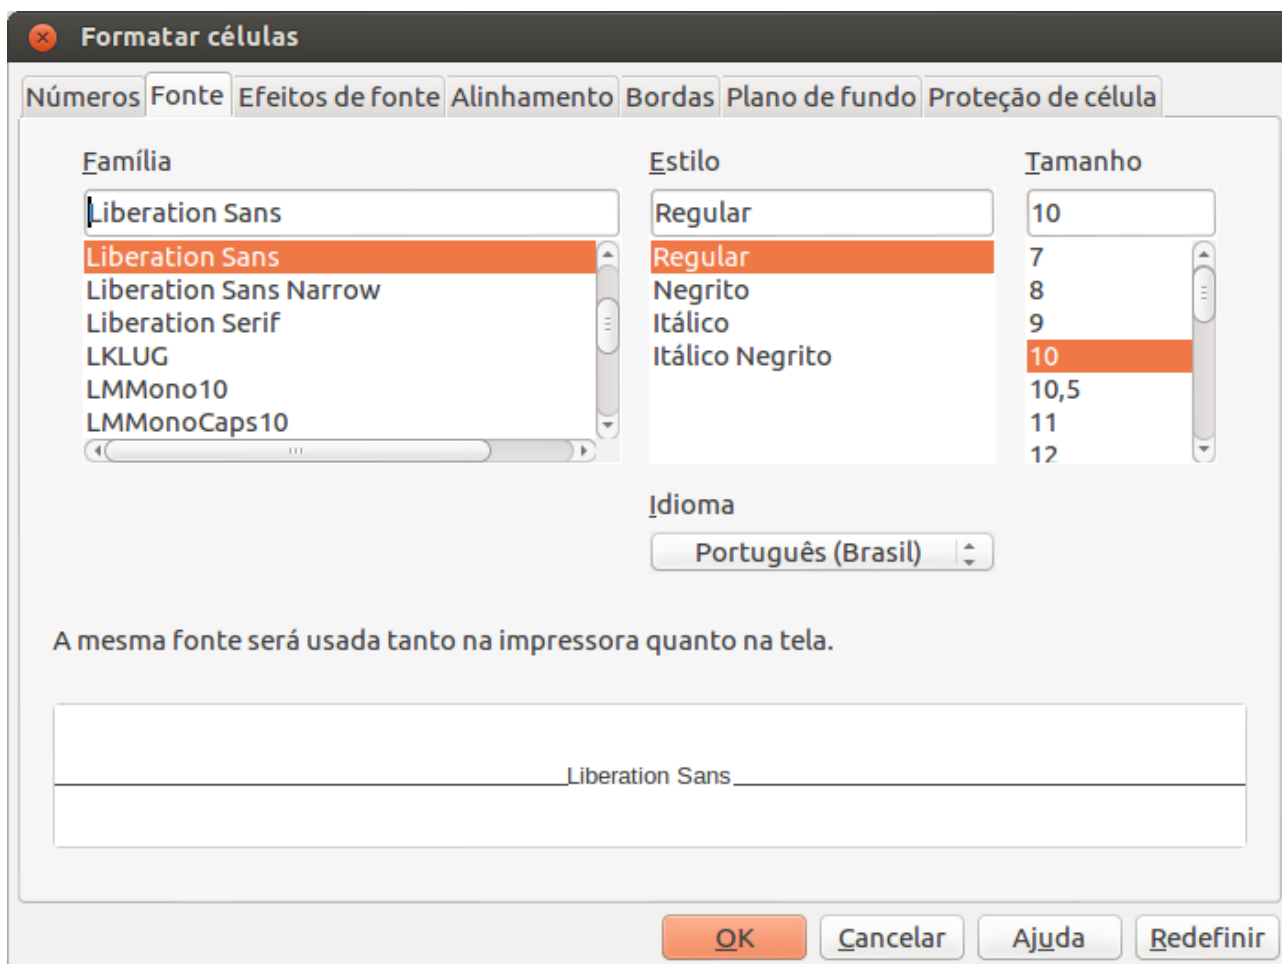 Formatar células
Números Fonte Efeitos de fonte Alinhamento Bordas Plano de fundo Proteção de célula
Família Estilo Tamanho
Liberation Sans Regular 10
Liberation Sans Regular 7
Liberation Sans Narrow Negrito 8
Liberation Serif Itálico 9
LKLUG Itálico Negrito 10
LMMono10 10,5
LMMonoCaps10 11
12
Idioma
Português (Brasil)
A mesma fonte será usada tanto na impressora quanto na tela.
Liberation Sans
OK Cancelar Ajuda Redefinir